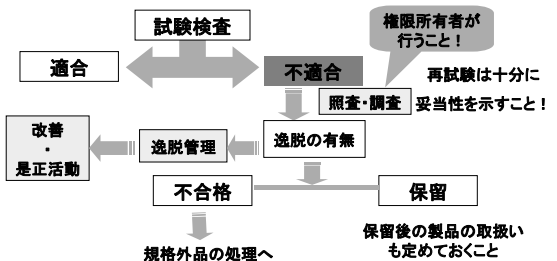 試験検査
権限所有者が
行うこと！
適合
不適合
再試験は十分に
妥当性を示すこと！
照査・調査
改善
・
是正活動
逸脱管理
逸脱の有無
不合格
保留
規格外品の処理へ
保留後の製品の取扱い
も定めておくこと